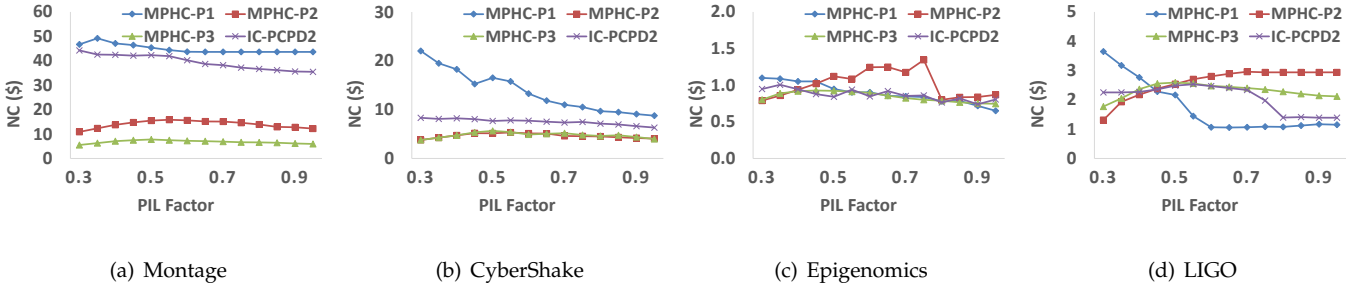 MPHC-P1 MPHC-P2
MPHC-P3 IC-PCPD2
NC ($)
60
50
40
30
20
10
0
0.3 0.5 0.7 0.9
PIL Factor
(a) Montage
MPHC-P1 MPHC-P2
MPHC-P3 IC-PCPD2
NC ($)
30
20
10
0
0.3 0.5 0.7 0.9
PIL Factor
(b) CyberShake
MPHC-P1 MPHC-P2
MPHC-P3 IC-PCPD2
NC ($)
2.0
1.5
1.0
0.5
0.0
0.3 0.5 0.7 0.9
PIL Factor
(c) Epigenomics
MPHC-P1 MPHC-P2
MPHC-P3 IC-PCPD2
NC ($)
5
4
3
2
1
0
0.3 0.5 0.7 0.9
PIL Factor
(d) LIGO